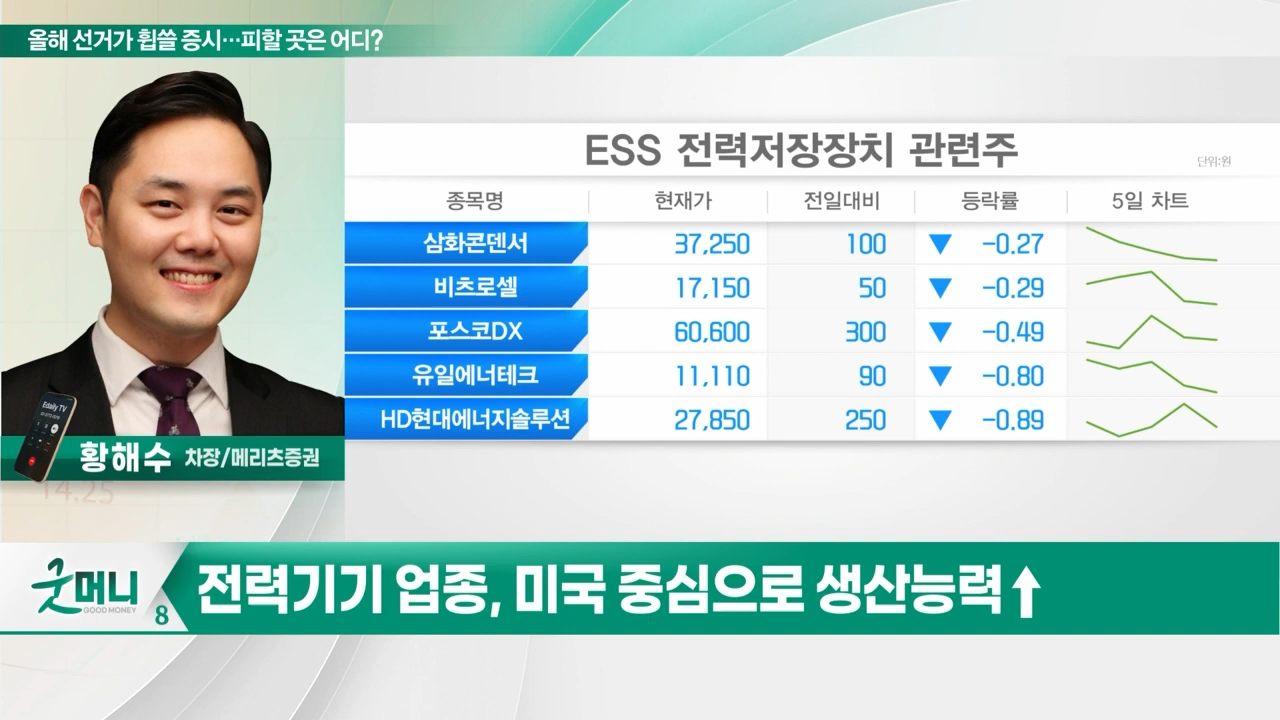 올해 선거가 휩쓸 증시…피할 곳은 어디?
ESS 전력저장장치 관련주
단위:원
종목명 현재가 전일대비 등락률 5일 차트
삼화콘덴서 37,250 100 ▼ -0.27
비츠로셀 17,150 50 ▼ -0.29
포스코DX 60,600 300 ▼ -0.49
유일에너테크 11,110 90 ▼ -0.80
HD현대에너지솔루션 27,850 250 ▼ -0.89
Edaily TV
황해수 차장/메리츠증권
14.25
굿머니
GOOD MONEY
8
전력기기 업종, 미국 중심으로 생산능력↑